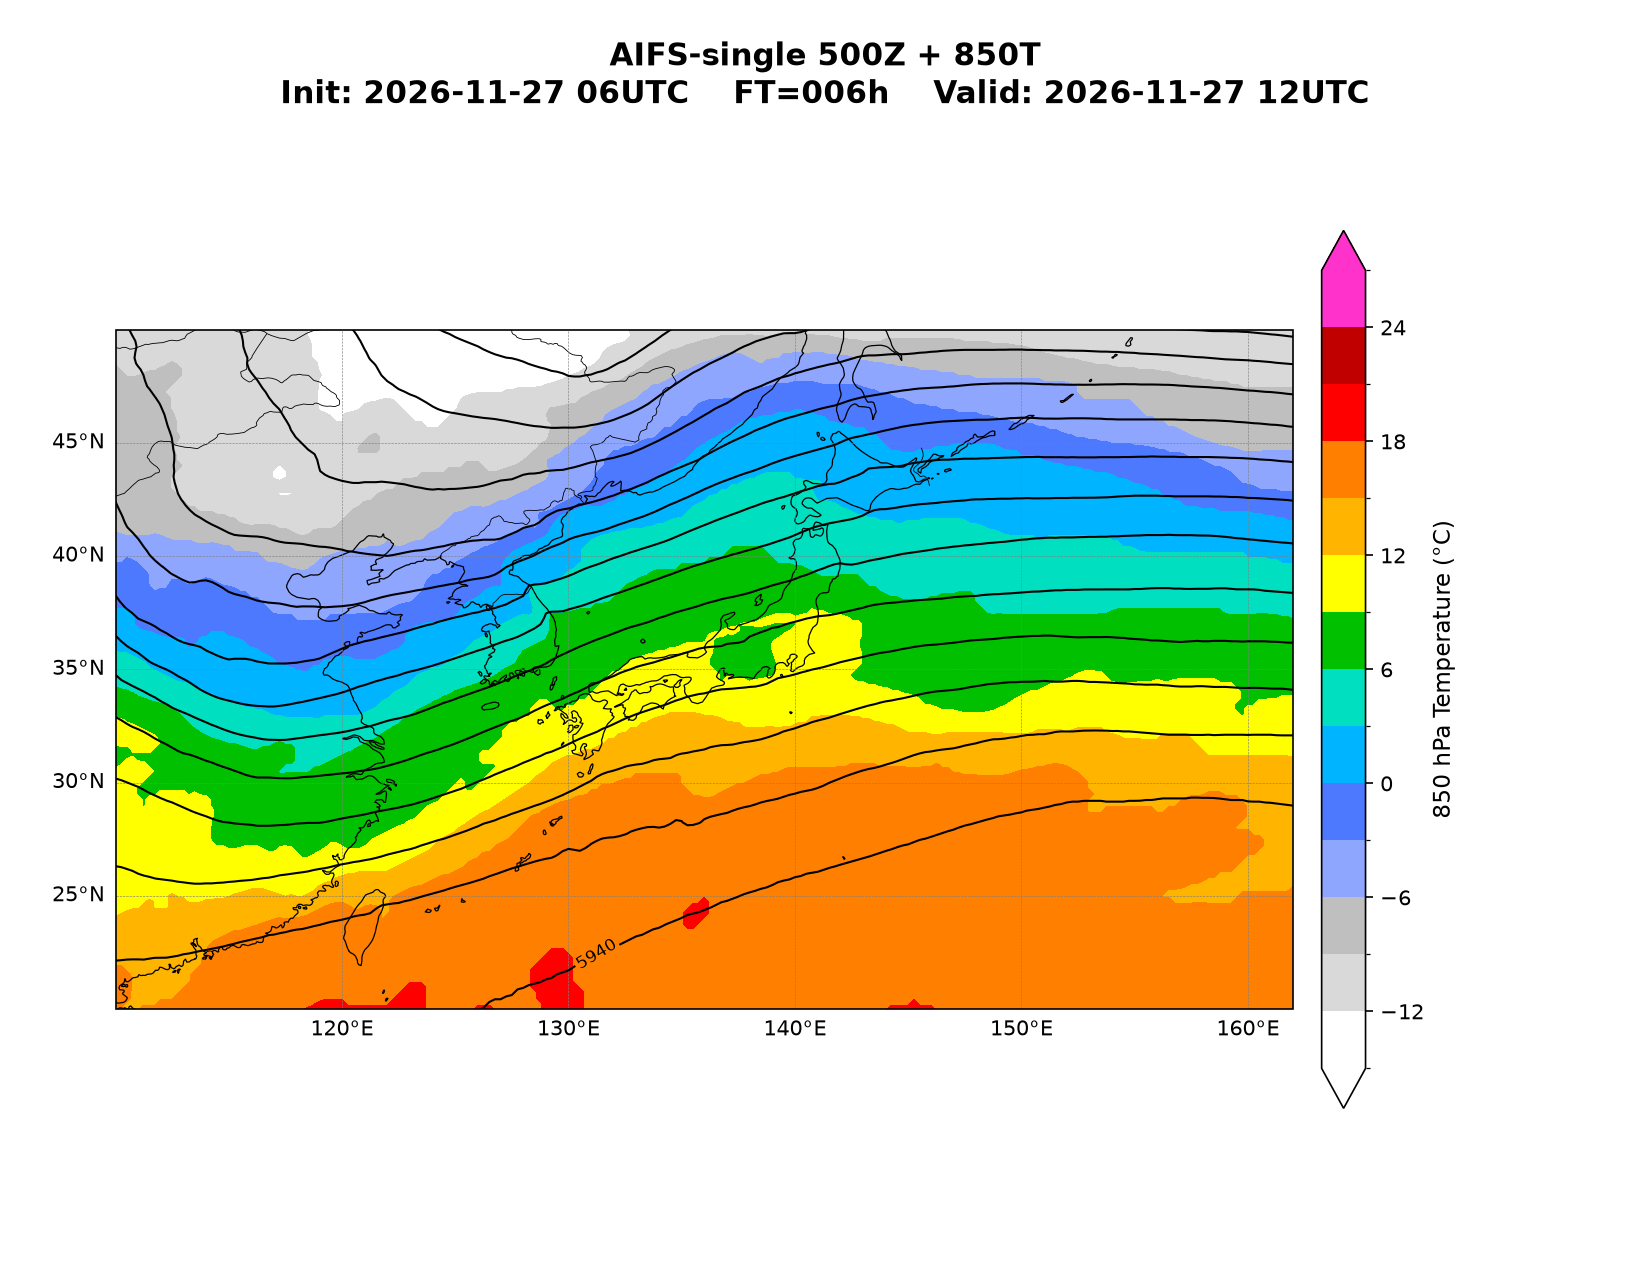 AIFS-single 500Z + 850T
Init: 2026-11-27 06UTC    FT=006h    Valid: 2026-11-27 12UTC
24
18
12
6
0
−6
−12
850 hPa Temperature (°C)
45°N
40°N
35°N
30°N
25°N
5940
120°E
130°E
140°E
150°E
160°E